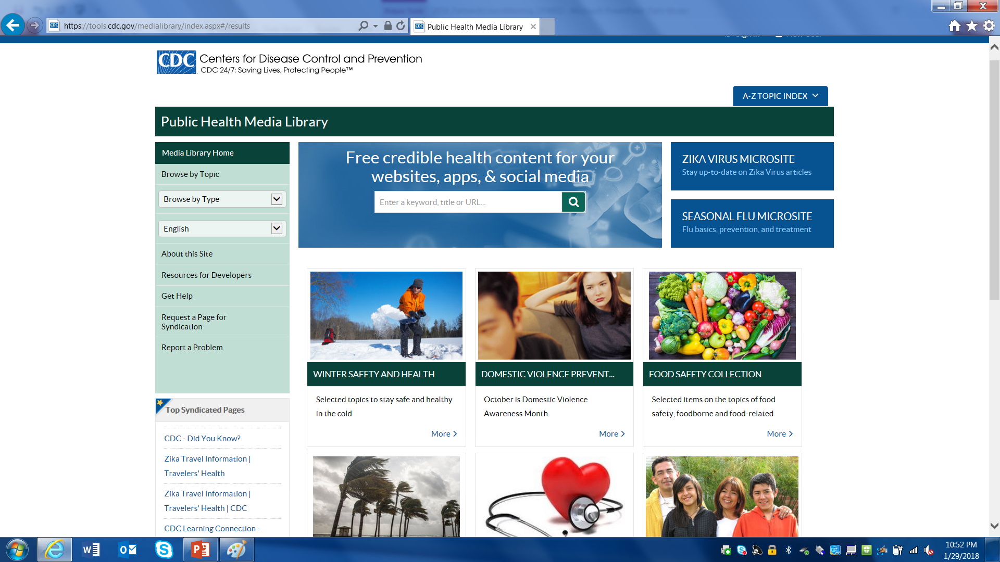 https://tools.cdc.gov/medialibrary/index.aspx#/results
Public Health Media Library
CDC Centers for Disease Control and Prevention
CDC 24/7: Saving Lives, Protecting People™
A-Z TOPIC INDEX
Public Health Media Library
Media Library Home
Browse by Topic
Browse by Type
English
About this Site
Resources for Developers
Get Help
Request a Page for
Syndication
Report a Problem
Top Syndicated Pages
CDC - Did You Know?
Zika Travel Information |
Travelers' Health
Zika Travel Information |
Travelers' Health | CDC
CDC Learning Connection -
Free credible health content for your
websites, apps, & social media
Enter a keyword, title or URL...
ZIKA VIRUS MICROSITE
Stay up-to-date on Zika Virus articles
SEASONAL FLU MICROSITE
Flu basics, prevention, and treatment
WINTER SAFETY AND HEALTH
Selected topics to stay safe and healthy
in the cold
More
DOMESTIC VIOLENCE PREVENT...
October is Domestic Violence
Awareness Month.
More
FOOD SAFETY COLLECTION
Selected items on the topics of food
safety, foodborne and food-related
More
10:52 PM
1/29/2018